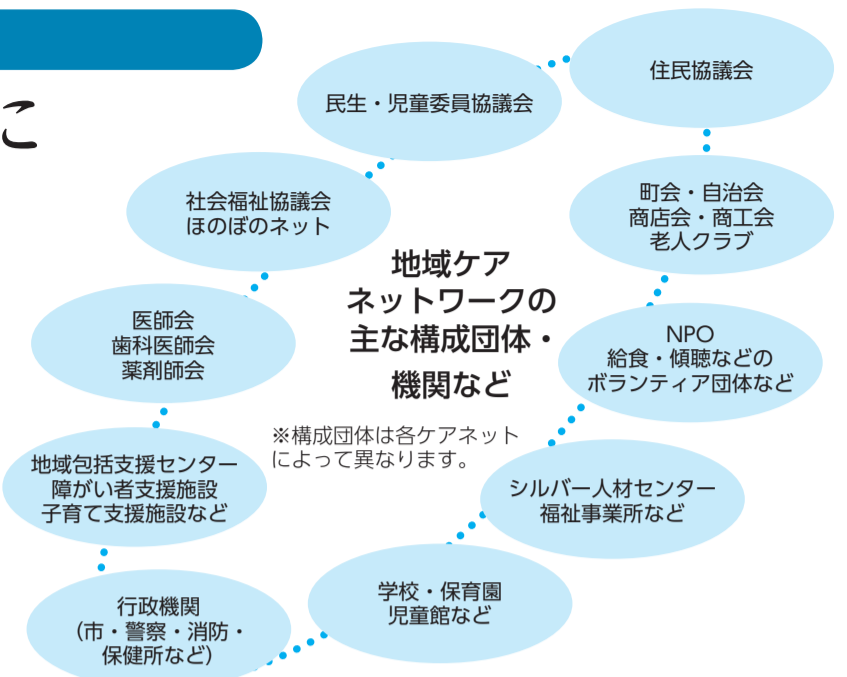 こ
住民協議会
民生・児童委員協議会
町会・自治会
商店会・商工会
老人クラブ
社会福祉協議会
ほのぼのネット
地域ケア
ネットワークの
主な構成団体・
機関など
※構成団体は各ケアネット
によって異なります。
医師会
歯科医師会
薬剤師会
NPO
給食・傾聴などの
ボランティア団体など
地域包括支援センター
障がい者支援施設
子育て支援施設など
シルバー人材センター
福祉事業所など
学校・保育園
児童館など
行政機関
(市・警察・消防・
保健所など)